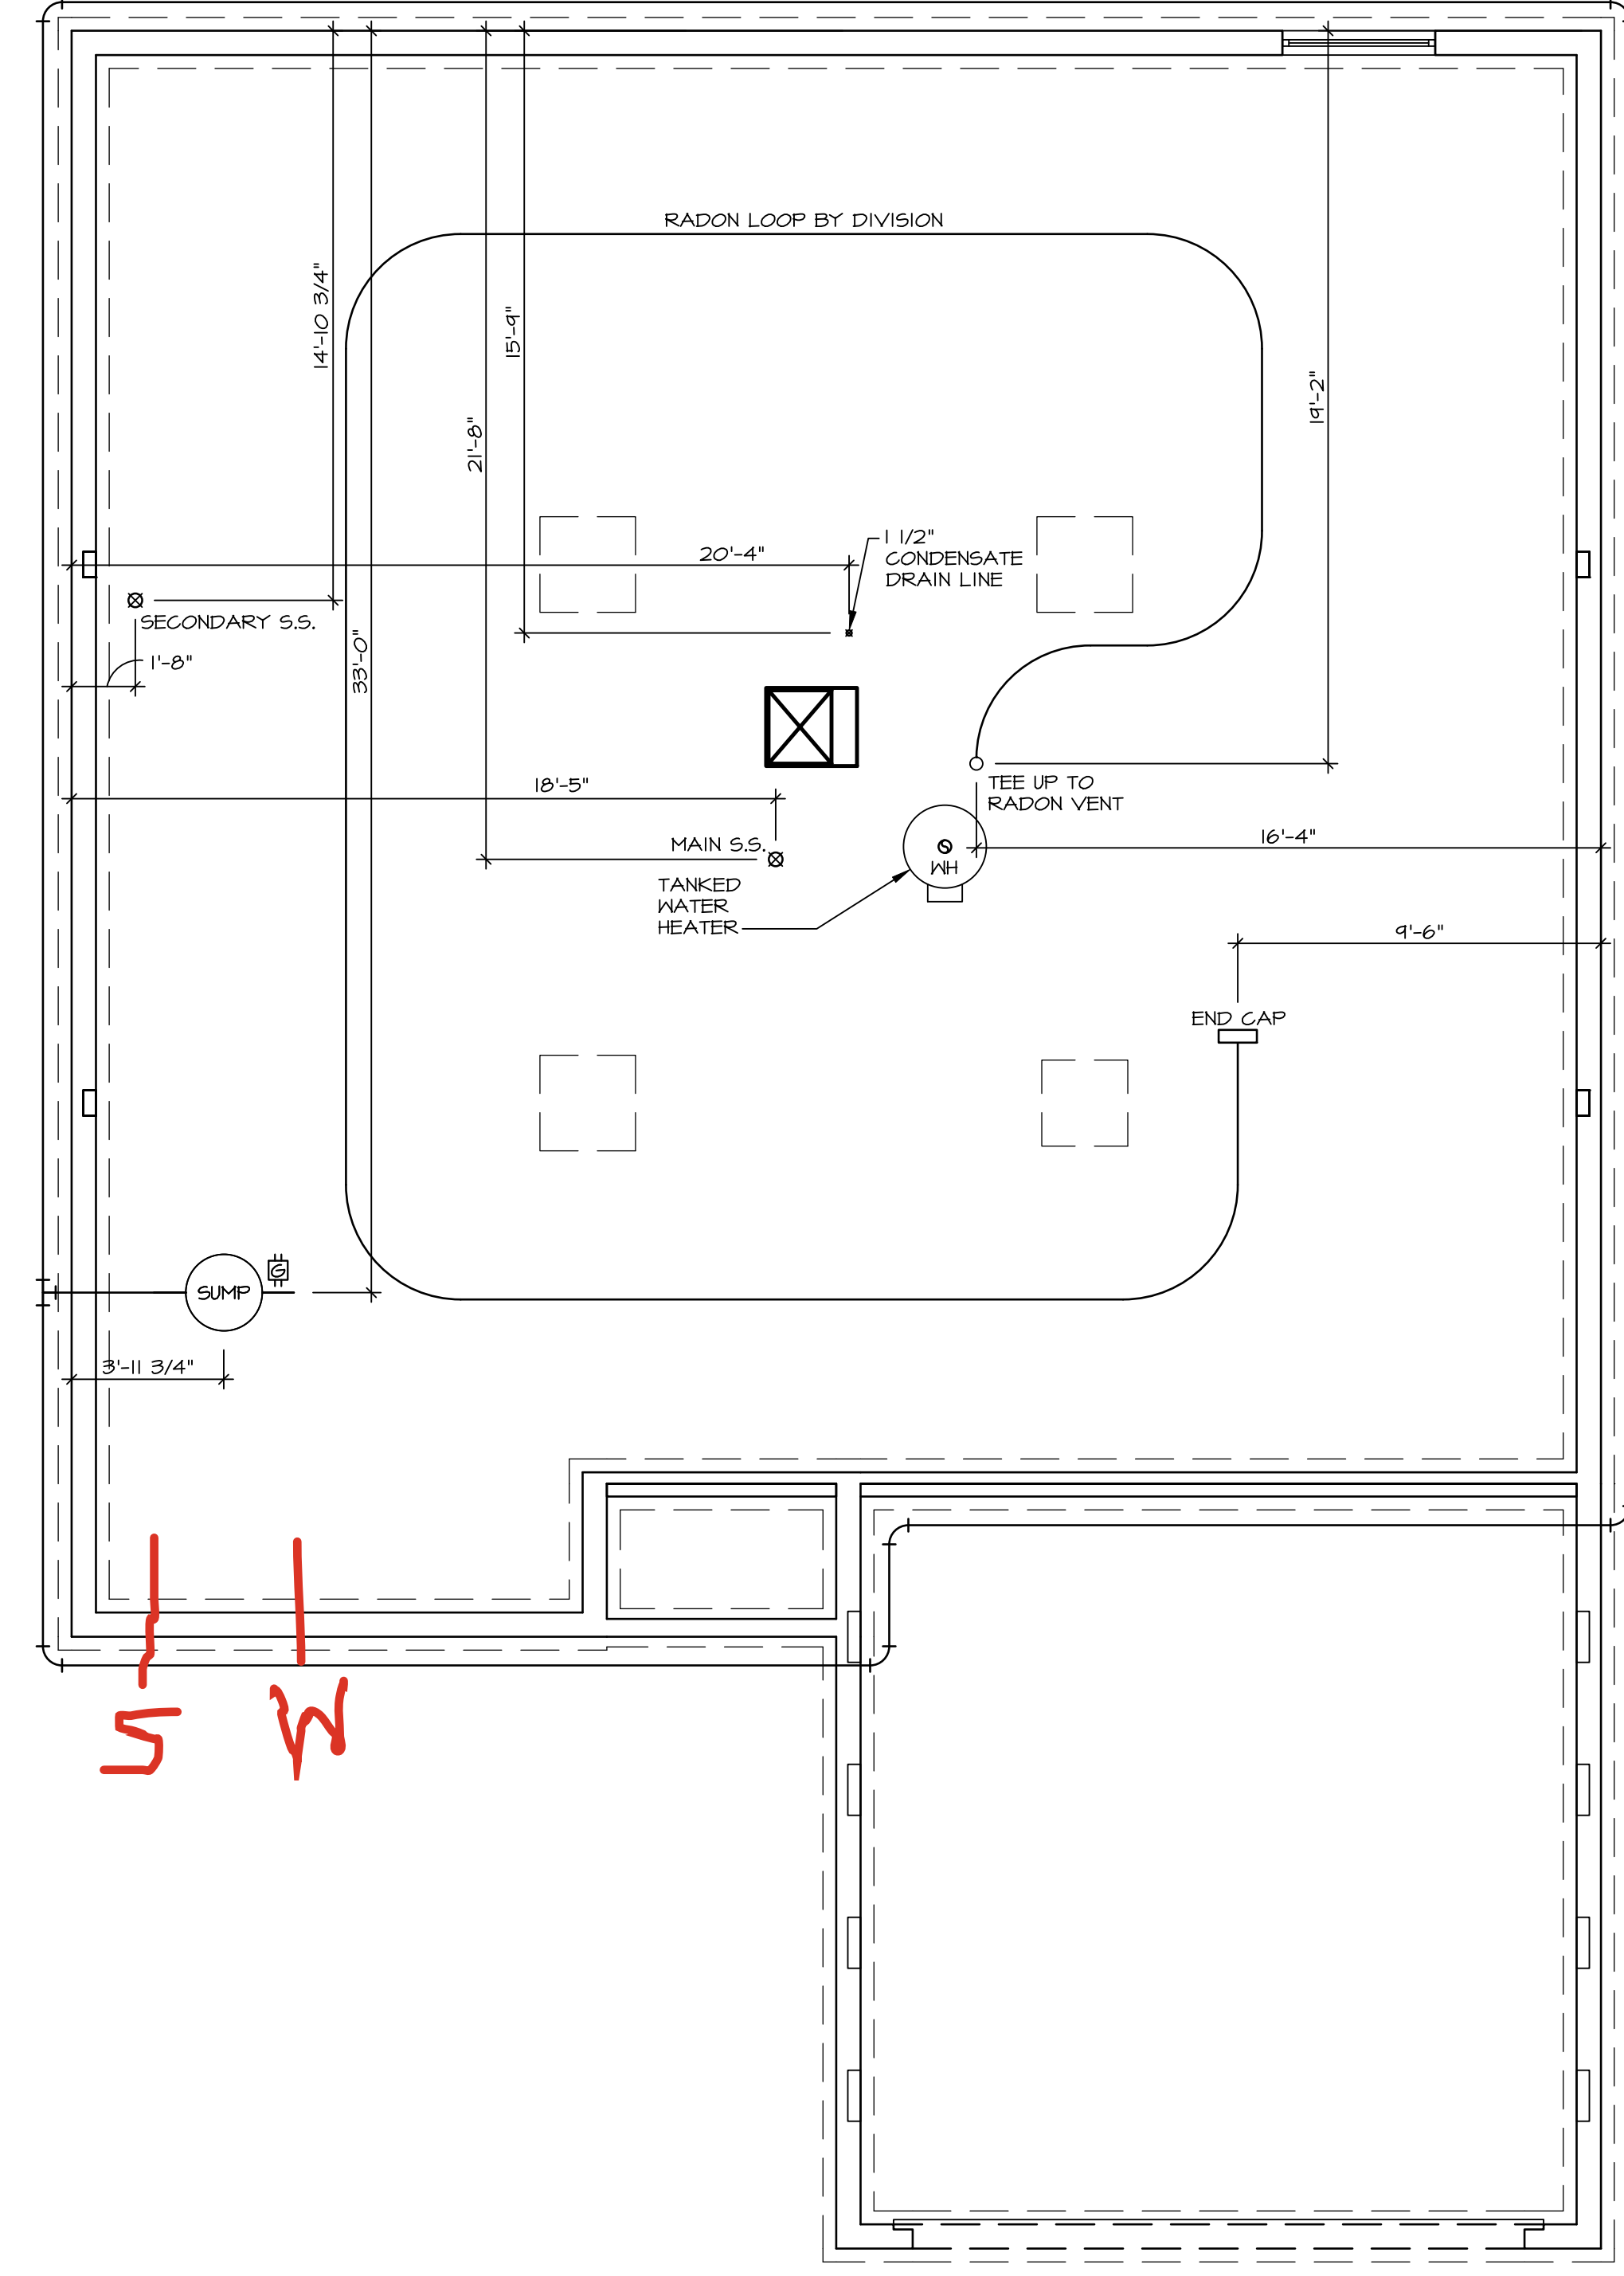 RADON LOOP BY DIVISION
14'-10 3/4"
15'-9"
19'-2"
21'-8"
1 1/2"
CONDENSATE
DRAIN LINE
20'-4"
SECONDARY S.S.
1'-8"
33'-0"
18'-5"
TEE UP TO
RADON VENT
MAIN S.S.
16'-4"
WH
TANKED
WATER
HEATER
9'-6"
END CAP
G
SUMP
3'-11 3/4"
S
W